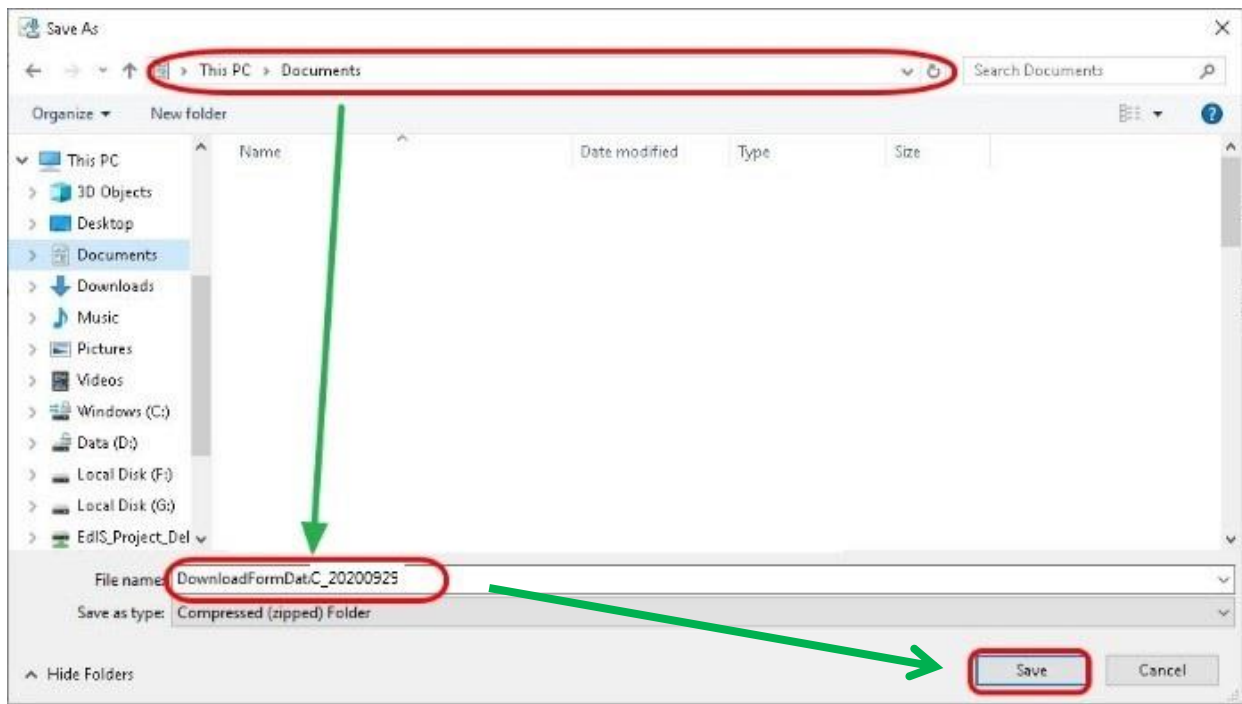 Save As
This PC > Documents
Search Documents
Organize
New folder
Name
Date modified
Type
Size
This PC
3D Objects
Desktop
Documents
Downloads
Music
Pictures
Videos
Windows (C:)
Data (D:)
Local Disk (F:)
Local Disk (G:)
EdIS_Project_Del
File name: DownloadFormDataC_20200925
Save as type: Compressed (zipped) Folder
Hide Folders
Save
Cancel